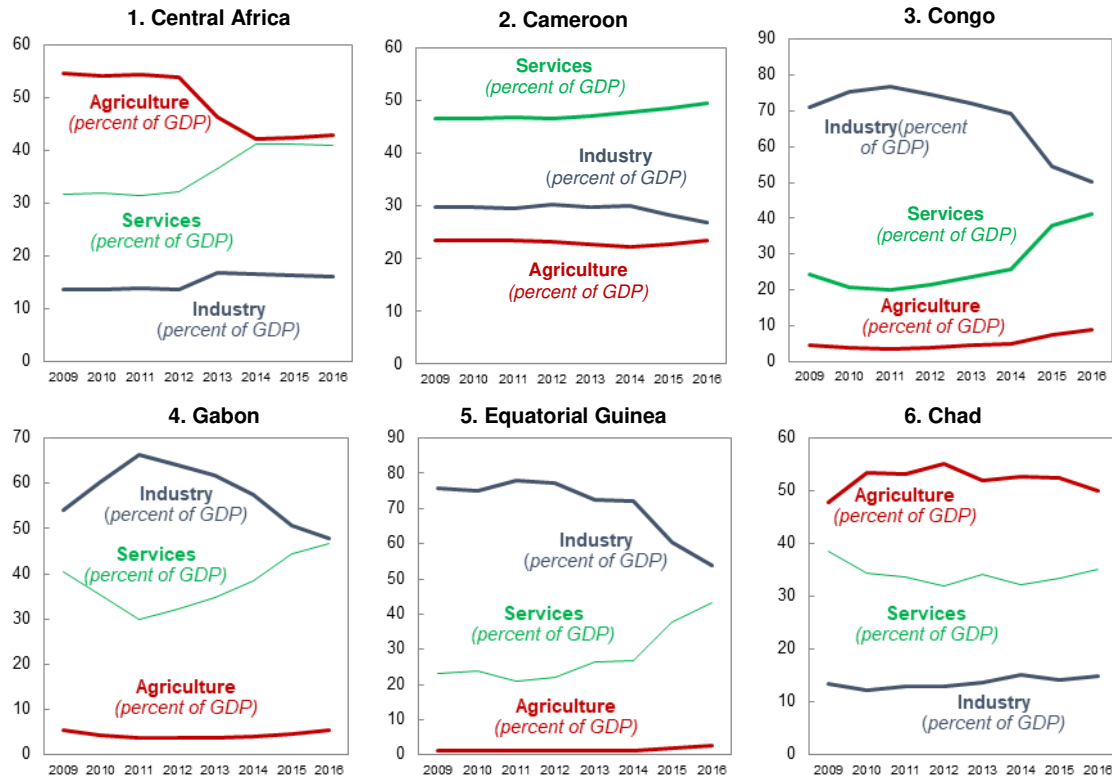 1. Central Africa
60
50
40
30
20
10
0
Agriculture
(percent of GDP)
Services
(percent of GDP)
Industry
(percent of GDP)
2009 2010 2011 2012 2013 2014 2015 2016
2. Cameroon
60
50
40
30
20
10
0
Services
(percent of GDP)
Industry
(percent of GDP)
Agriculture
(percent of GDP)
2009 2010 2011 2012 2013 2014 2015 2016
3. Congo
90
80
70
60
50
40
30
20
10
0
Industry(percent
of GDP)
Services
(percent of GDP)
Agriculture
(percent of GDP)
2009 2010 2011 2012 2013 2014 2015 2016
4. Gabon
70
60
50
40
30
20
10
0
Industry
(percent of GDP)
Services
(percent of GDP)
Agriculture
(percent of GDP)
2009 2010 2011 2012 2013 2014 2015 2016
5. Equatorial Guinea
90
80
70
60
50
40
30
20
10
0
Industry
(percent of GDP)
Services
(percent of GDP)
Agriculture
(percent of GDP)
2009 2010 2011 2012 2013 2014 2015 2016
6. Chad
60
50
40
30
20
10
0
Agriculture
(percent of GDP)
Services
(percent of GDP)
Industry
(percent of GDP)
2009 2010 2011 2012 2013 2014 2015 2016